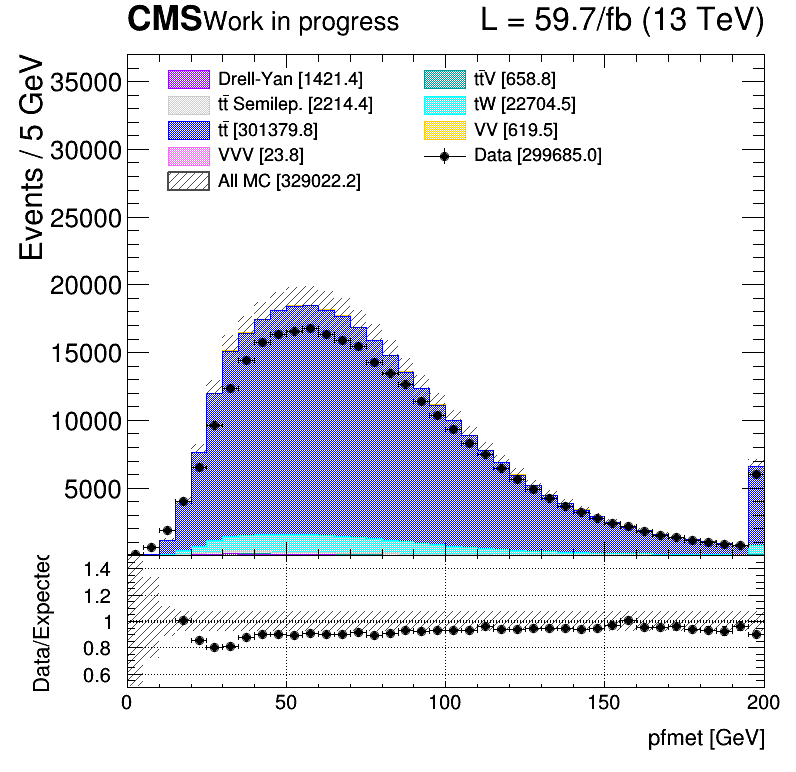 CMS Work in progress L = 59.7/fb (13 TeV)
Events / 5 GeV
35000
30000
25000
20000
15000
10000
5000
Drell-Yan [1421.4]
tt̄ Semilep. [2214.4]
tt̄ [301379.8]
VVV [23.8]
All MC [329022.2]
tt̄V [658.8]
tW [22704.5]
VV [619.5]
Data [299685.0]
Data/Expected
1.4
1.2
1
0.8
0.6
0 50 100 150 200
pfmet [GeV]